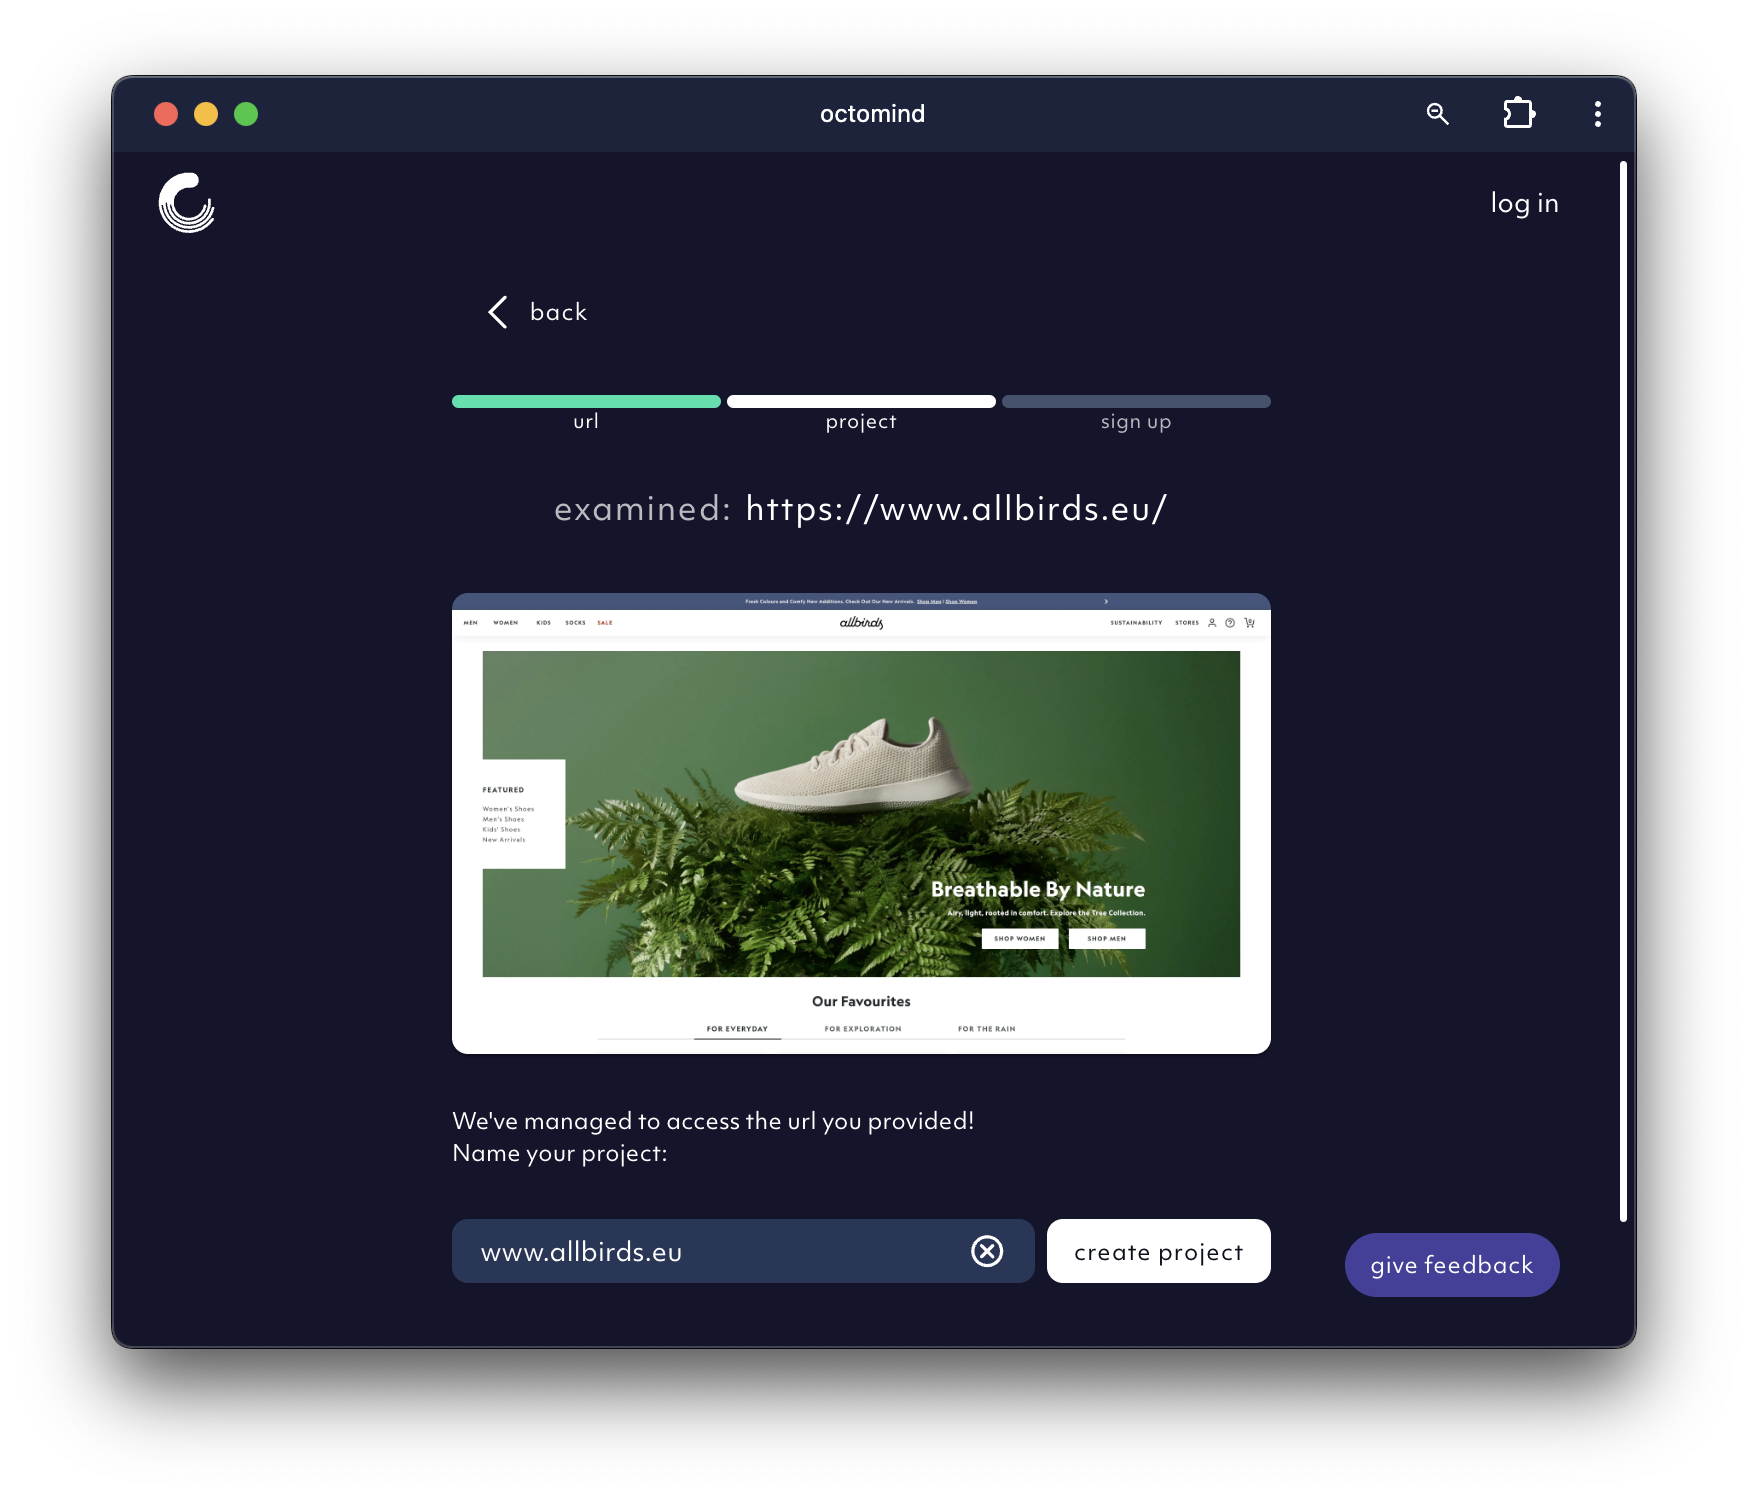 octomind
log in
back
url
project
sign up
examined: https://www.allbirds.eu/
Fresh Colours and Comfy New Additions. Check Out Our New Arrivals. Shop Men | Shop Women
MEN WOMEN KIDS SOCKS SALE
allbirds
SUSTAINABILITY STORES
FEATURED
Women's Shoes
Men's Shoes
Kids' Shoes
New Arrivals
Breathable By Nature
Airy, light, rooted in comfort. Explore the Tree Collection.
SHOP WOMEN SHOP MEN
Our Favourites
FOR EVERYDAY FOR EXPLORATION FOR THE RAIN
We've managed to access the url you provided!
Name your project:
www.allbirds.eu
create project
give feedback